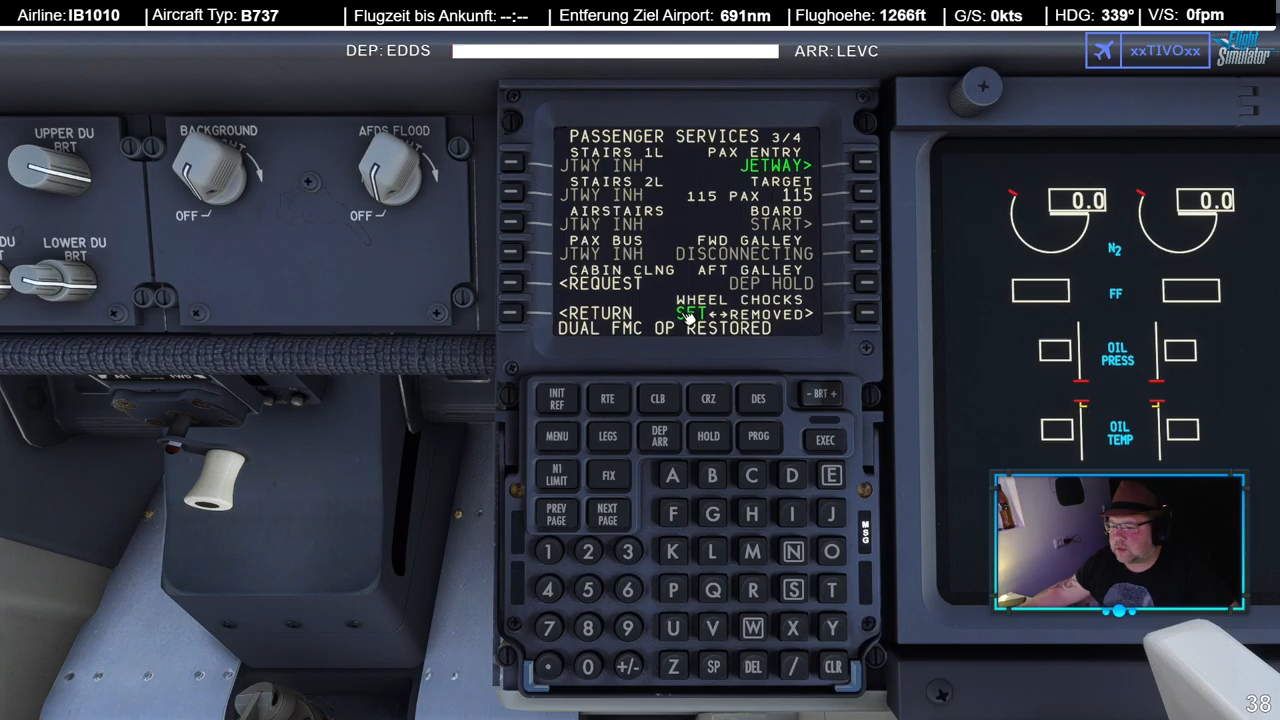 Airline: IB1010 | Aircraft Typ: B737 | Flugzeit bis Ankunft: --:-- | Entferung Ziel Airport: 691nm | Flughoehe: 1266ft | G/S: 0kts | HDG: 339° | V/S: 0fpm
DEP: EDDS ARR: LEVC
xxTIVOxx
Flight Simulator
UPPER DU
BRT
BACKGROUND
OFF
AFDS FLOOD
OFF
LOWER DU
BRT
DU
PASSENGER SERVICES 3/4
STAIRS 1L PAX ENTRY
JTWY INH JETWAY>
STAIRS 2L TARGET
JTWY INH 115 PAX 115
AIRSTAIRS BOARD
JTWY INH START>
PAX BUS FWD GALLEY
JTWY INH DISCONNECTING
CABIN CLNG AFT GALLEY
<REQUEST DEP HOLD
WHEEL CHOCKS
<RETURN SET←→REMOVED>
DUAL FMC OP RESTORED
INIT REF RTE CLB CRZ DES - BRT +
MENU LEGS DEP ARR HOLD PROG EXEC
N1 LIMIT FIX A B C D E
PREV PAGE NEXT PAGE F G H I J
1 2 3 K L M N O
4 5 6 P Q R S T
7 8 9 U V W X Y
. 0 +/- Z SP DEL / CLR
MSG
0.0 0.0
N2
FF
OIL PRESS
OIL TEMP
38